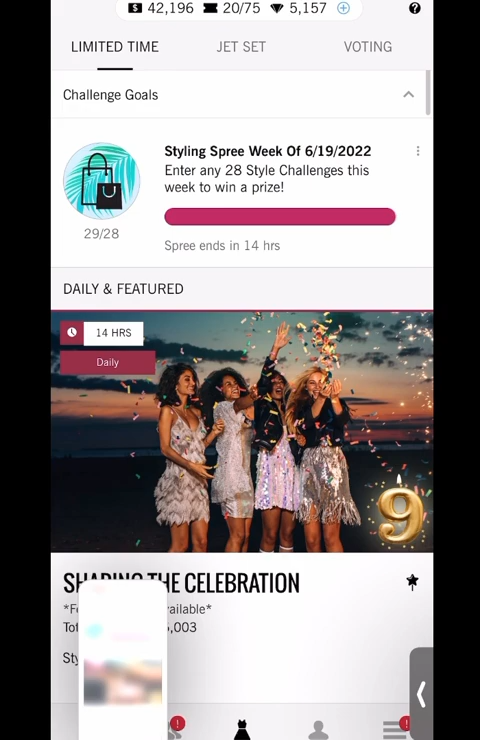 42,196 20/75 5,157
LIMITED TIME JET SET VOTING
Challenge Goals
Styling Spree Week Of 6/19/2022
Enter any 28 Style Challenges this
week to win a prize!
29/28
Spree ends in 14 hrs
DAILY & FEATURED
14 HRS
Daily
9
THE CELEBRATION